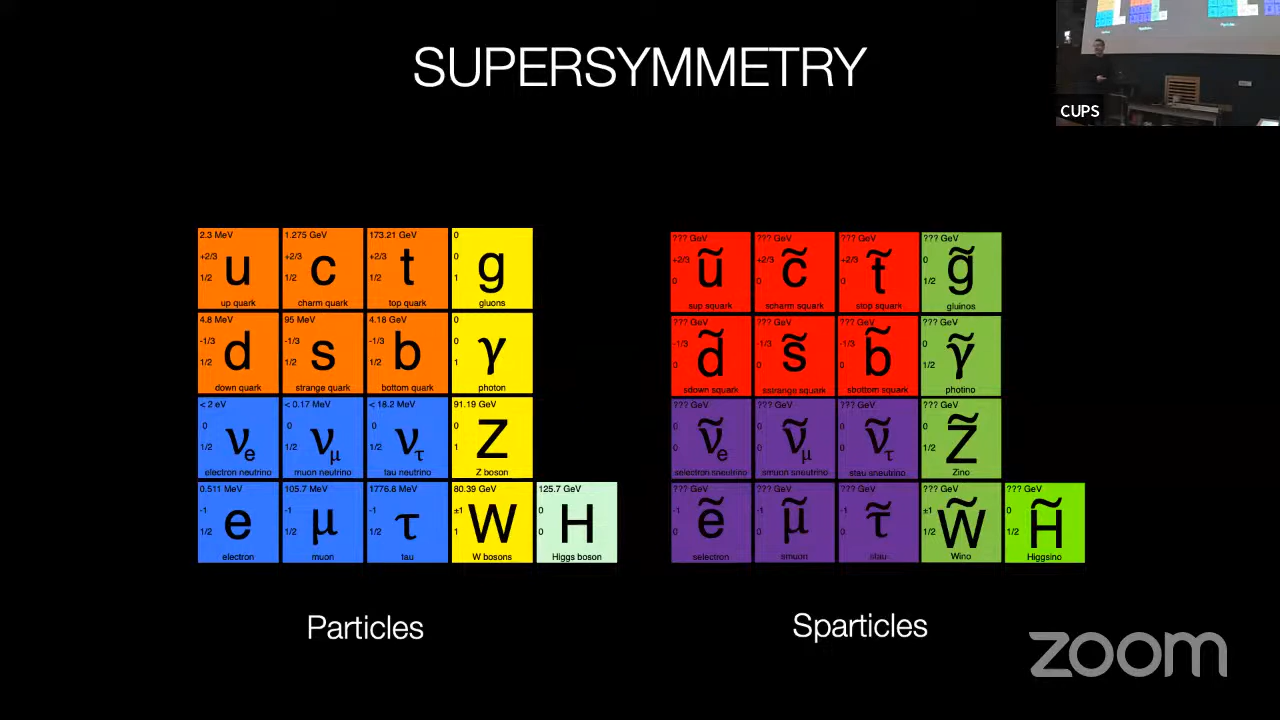 SUPERSYMMETRY
CUPS
2.3 MeV 1.275 GeV 173.21 GeV 0
+2/3 +2/3 +2/3 0
1/2 1/2 1/2 1
u c t g
up quark charm quark top quark gluons
4.8 MeV 95 MeV 4.18 GeV 0
-1/3 -1/3 -1/3 0
1/2 1/2 1/2 1
d s b γ
down quark strange quark bottom quark photon
< 2 eV < 0.17 MeV < 18.2 MeV 91.19 GeV
0 0 0 0
1/2 1/2 1/2 1
νe νμ ντ Z
electron neutrino muon neutrino tau neutrino Z boson
0.511 MeV 105.7 MeV 1776.8 MeV 80.39 GeV 125.7 GeV
-1 -1 -1 ±1 0
1/2 1/2 1/2 1 0
e μ τ W H
electron muon tau W bosons Higgs boson
Particles
??? GeV ??? GeV ??? GeV ??? GeV
+2/3 +2/3 +2/3 0
0 0 0 1/2
ũ c̃ t̃ g̃
sup squark scharm squark stop squark gluinos
??? GeV ??? GeV ??? GeV ??? GeV
-1/3 -1/3 -1/3 0
0 0 0 1/2
d̃ s̃ b̃ γ̃
sdown squark sstrange squark sbottom squark photino
??? GeV ??? GeV ??? GeV ??? GeV
0 0 0 0
0 0 0 1/2
ν̃e ν̃μ ν̃τ Z̃
selectron sneutrino smuon sneutrino stau sneutrino Zino
??? GeV ??? GeV ??? GeV ??? GeV ??? GeV
-1 -1 -1 ±1 0
0 0 0 1/2 1/2
ẽ μ̃ τ̃ W̃ H̃
selectron smuon stau Wino Higgsino
Sparticles
zoom